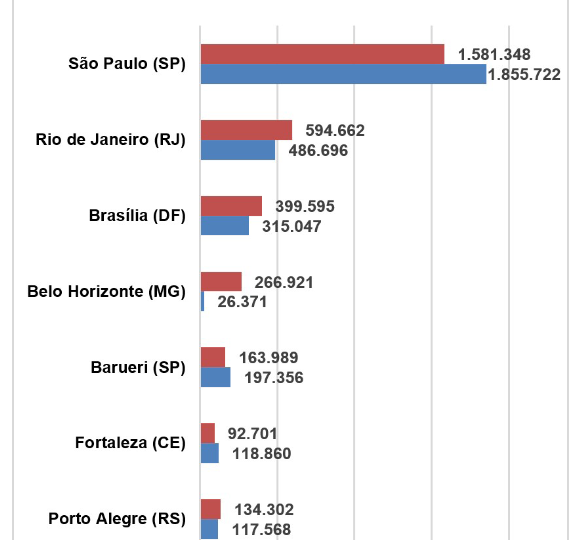 São Paulo (SP)
1.581.348
1.855.722
Rio de Janeiro (RJ)
594.662
486.696
Brasília (DF)
399.595
315.047
Belo Horizonte (MG)
266.921
26.371
Barueri (SP)
163.989
197.356
Fortaleza (CE)
92.701
118.860
Porto Alegre (RS)
134.302
117.568